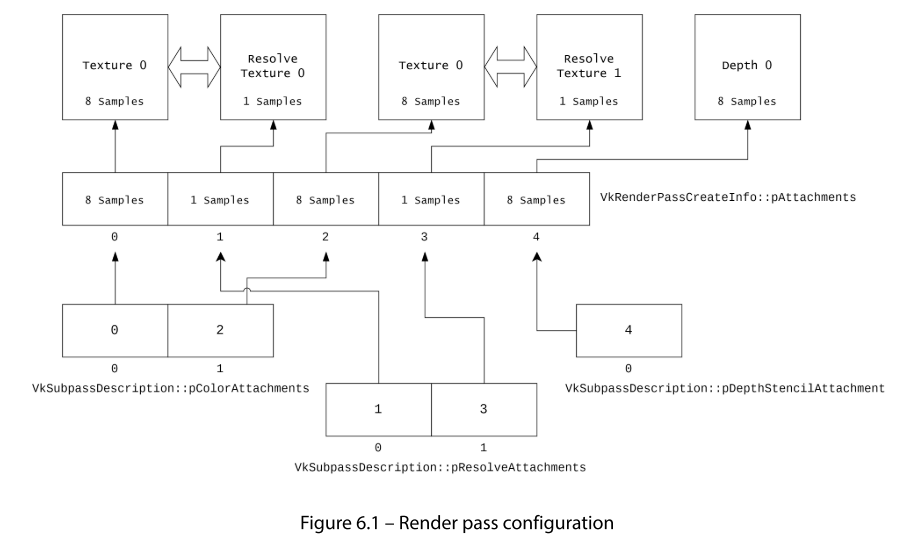 Texture 0
8 Samples
Resolve
Texture 0
1 Samples
Texture 0
8 Samples
Resolve
Texture 1
1 Samples
Depth 0
8 Samples
8 Samples
1 Samples
8 Samples
1 Samples
8 Samples
VkRenderPassCreateInfo::pAttachments
0
1
2
3
4
0
2
0
1
VkSubpassDescription::pColorAttachments
4
0
VkSubpassDescription::pDepthStencilAttachment
1
3
0
1
VkSubpassDescription::pResolveAttachments
Figure 6.1 – Render pass configuration